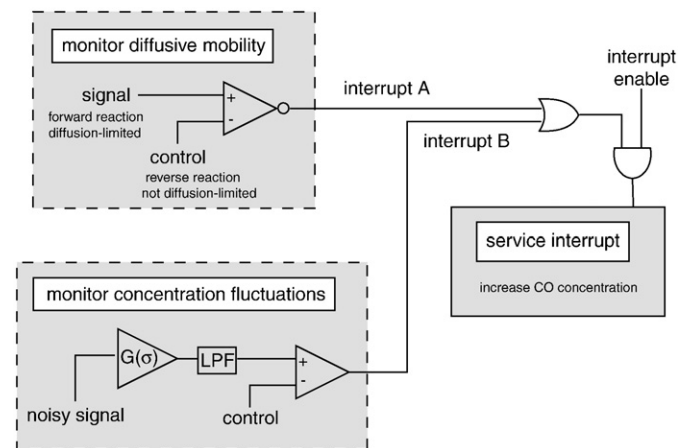 monitor diffusive mobility
signal
forward reaction
diffusion-limited
+
-
control
reverse reaction
not diffusion-limited
interrupt A
interrupt B
interrupt
enable
service interrupt
increase CO concentration
monitor concentration fluctuations
G(σ)
LPF
+
-
noisy signal
control